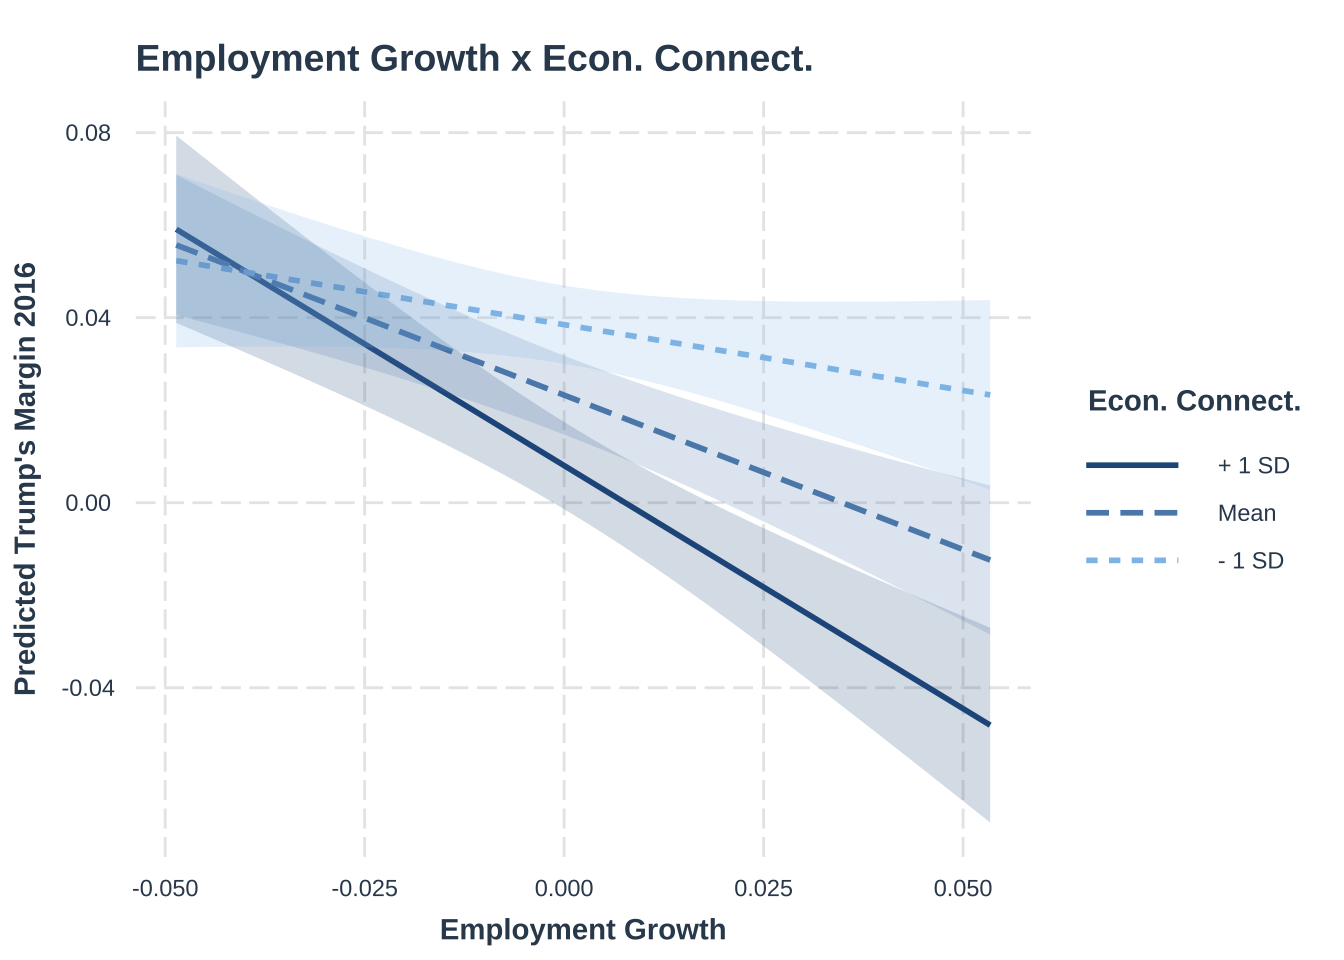 Employment Growth x Econ. Connect.
Predicted Trump's Margin 2016
0.08
0.04
0.00
-0.04
-0.050
-0.025
0.000
0.025
0.050
Employment Growth
Econ. Connect.
+ 1 SD
Mean
- 1 SD